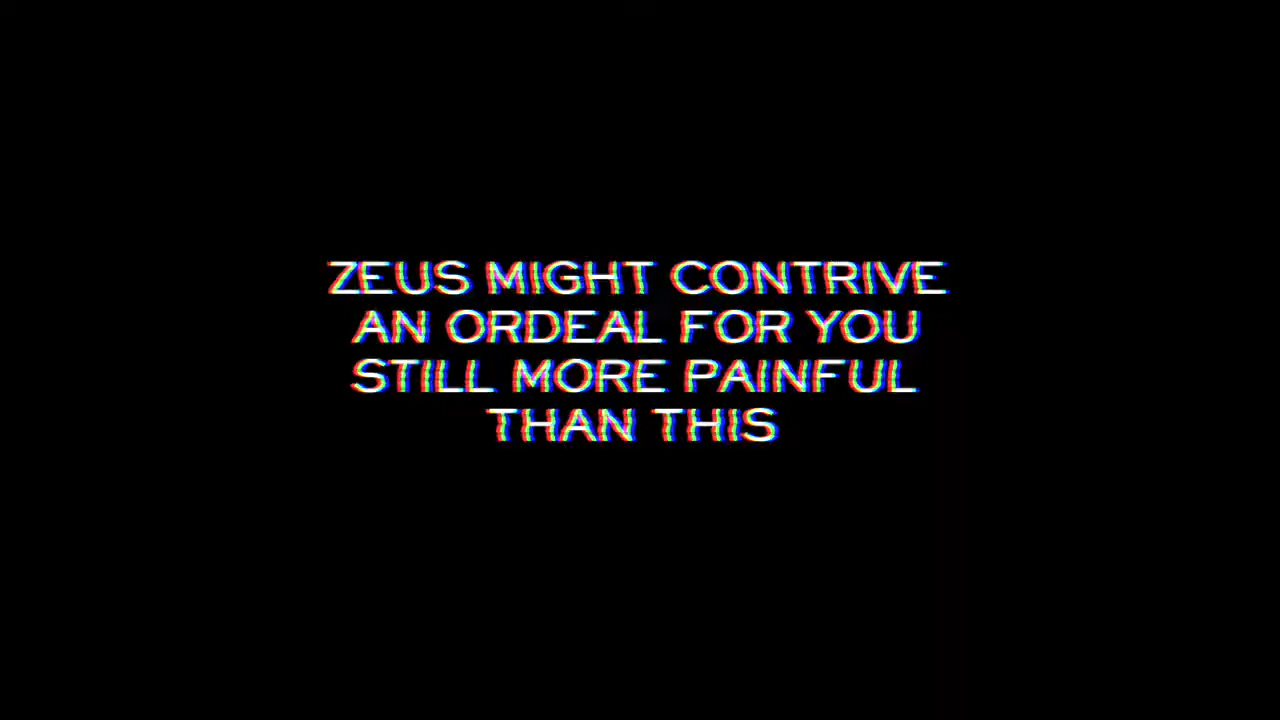 ZEUS MIGHT CONTRIVE
AN ORDEAL FOR YOU
STILL MORE PAINFUL
THAN THIS